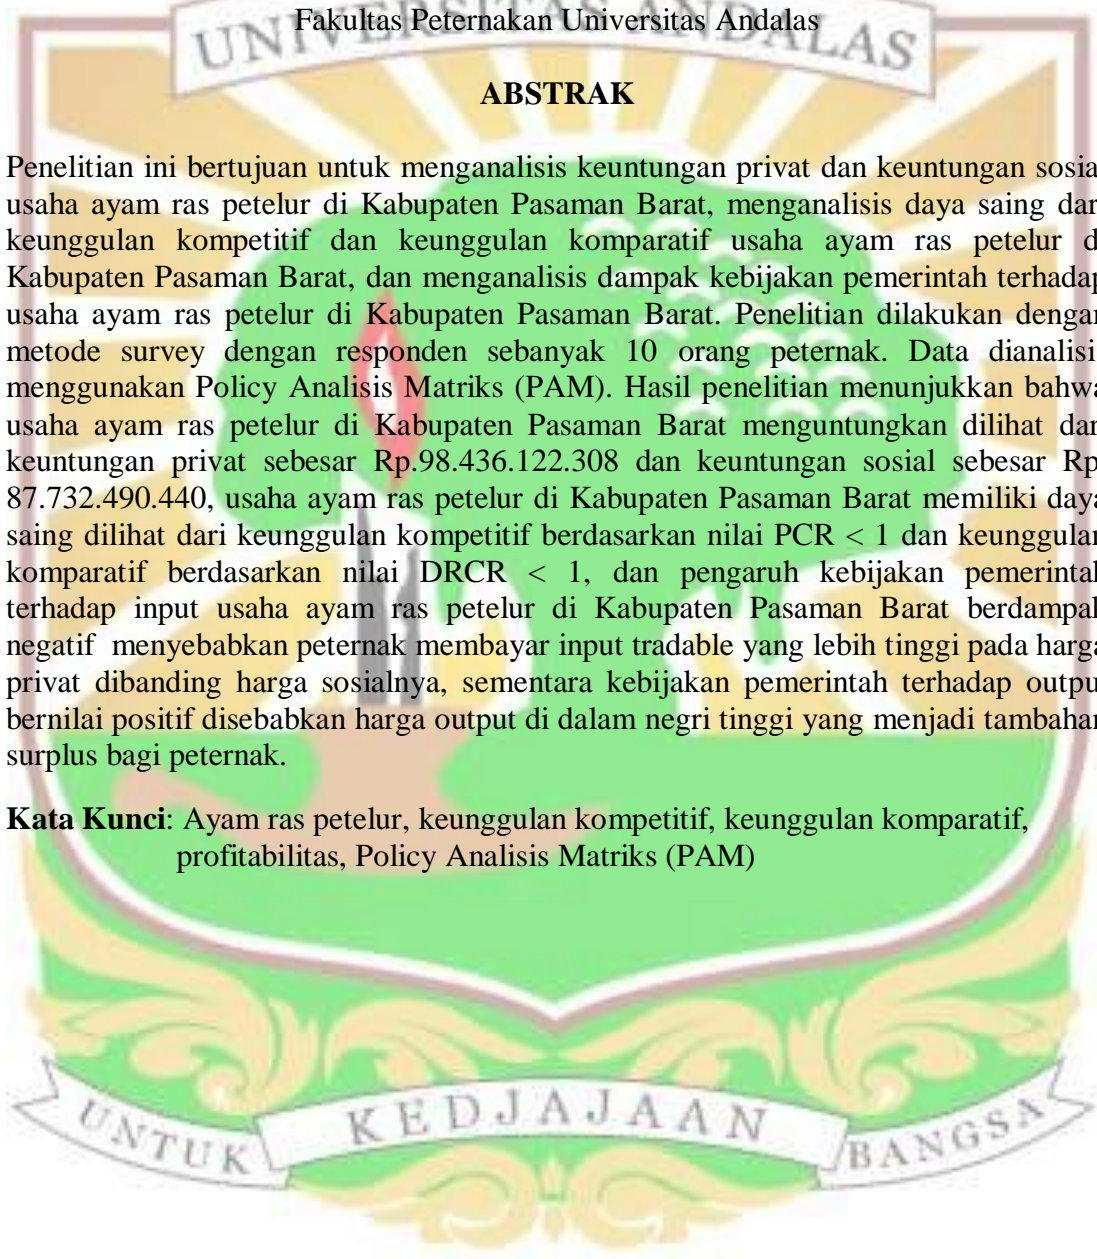 Fakultas Peternakan Universitas Andalas
UNIVERSITAS ANDALAS
ABSTRAK
Penelitian ini bertujuan untuk menganalisis keuntungan privat dan keuntungan sosia
usaha ayam ras petelur di Kabupaten Pasaman Barat, menganalisis daya saing dar
keunggulan kompetitif dan keunggulan komparatif usaha ayam ras petelur d
Kabupaten Pasaman Barat, dan menganalisis dampak kebijakan pemerintah terhadap
usaha ayam ras petelur di Kabupaten Pasaman Barat. Penelitian dilakukan dengan
metode survey dengan responden sebanyak 10 orang peternak. Data dianalisi
menggunakan Policy Analisis Matriks (PAM). Hasil penelitian menunjukkan bahwa
usaha ayam ras petelur di Kabupaten Pasaman Barat menguntungkan dilihat dar
keuntungan privat sebesar Rp.98.436.122.308 dan keuntungan sosial sebesar Rp
87.732.490.440, usaha ayam ras petelur di Kabupaten Pasaman Barat memiliki daya
saing dilihat dari keunggulan kompetitif berdasarkan nilai PCR < 1 dan keunggulan
komparatif berdasarkan nilai DRCR < 1, dan pengaruh kebijakan pemerintah
terhadap input usaha ayam ras petelur di Kabupaten Pasaman Barat berdampak
negatif menyebabkan peternak membayar input tradable yang lebih tinggi pada harga
privat dibanding harga sosialnya, sementara kebijakan pemerintah terhadap outpu
bernilai positif disebabkan harga output di dalam negri tinggi yang menjadi tambahan
surplus bagi peternak.
Kata Kunci: Ayam ras petelur, keunggulan kompetitif, keunggulan komparatif,
profitabilitas, Policy Analisis Matriks (PAM)
UNTUK KEDJAJAAN BANGSA